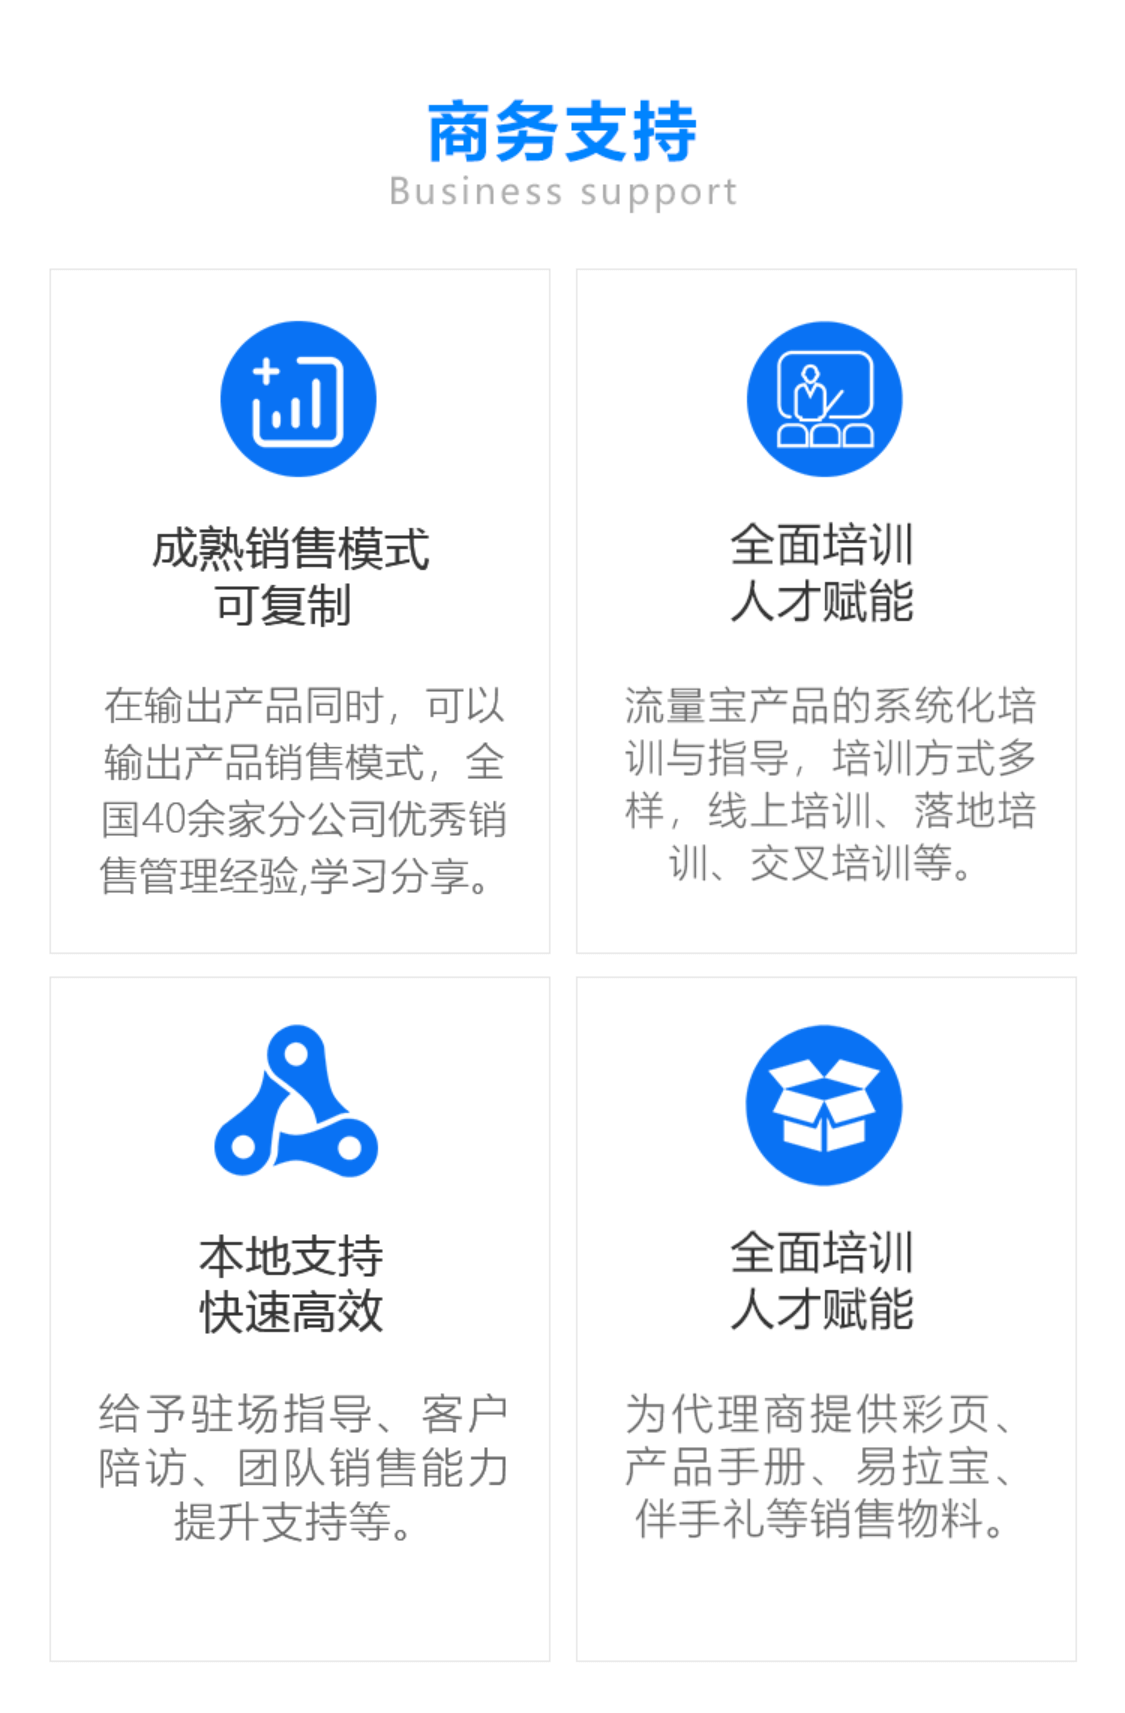 商务支持
Business support
成熟销售模式
可复制
在输出产品同时，可以
输出产品销售模式，全
国40余家分公司优秀销
售管理经验,学习分享。
全面培训
人才赋能
流量宝产品的系统化培
训与指导，培训方式多
样，线上培训、落地培
训、交叉培训等。
本地支持
快速高效
给予驻场指导、客户
陪访、团队销售能力
提升支持等。
全面培训
人才赋能
为代理商提供彩页、
产品手册、易拉宝、
伴手礼等销售物料。